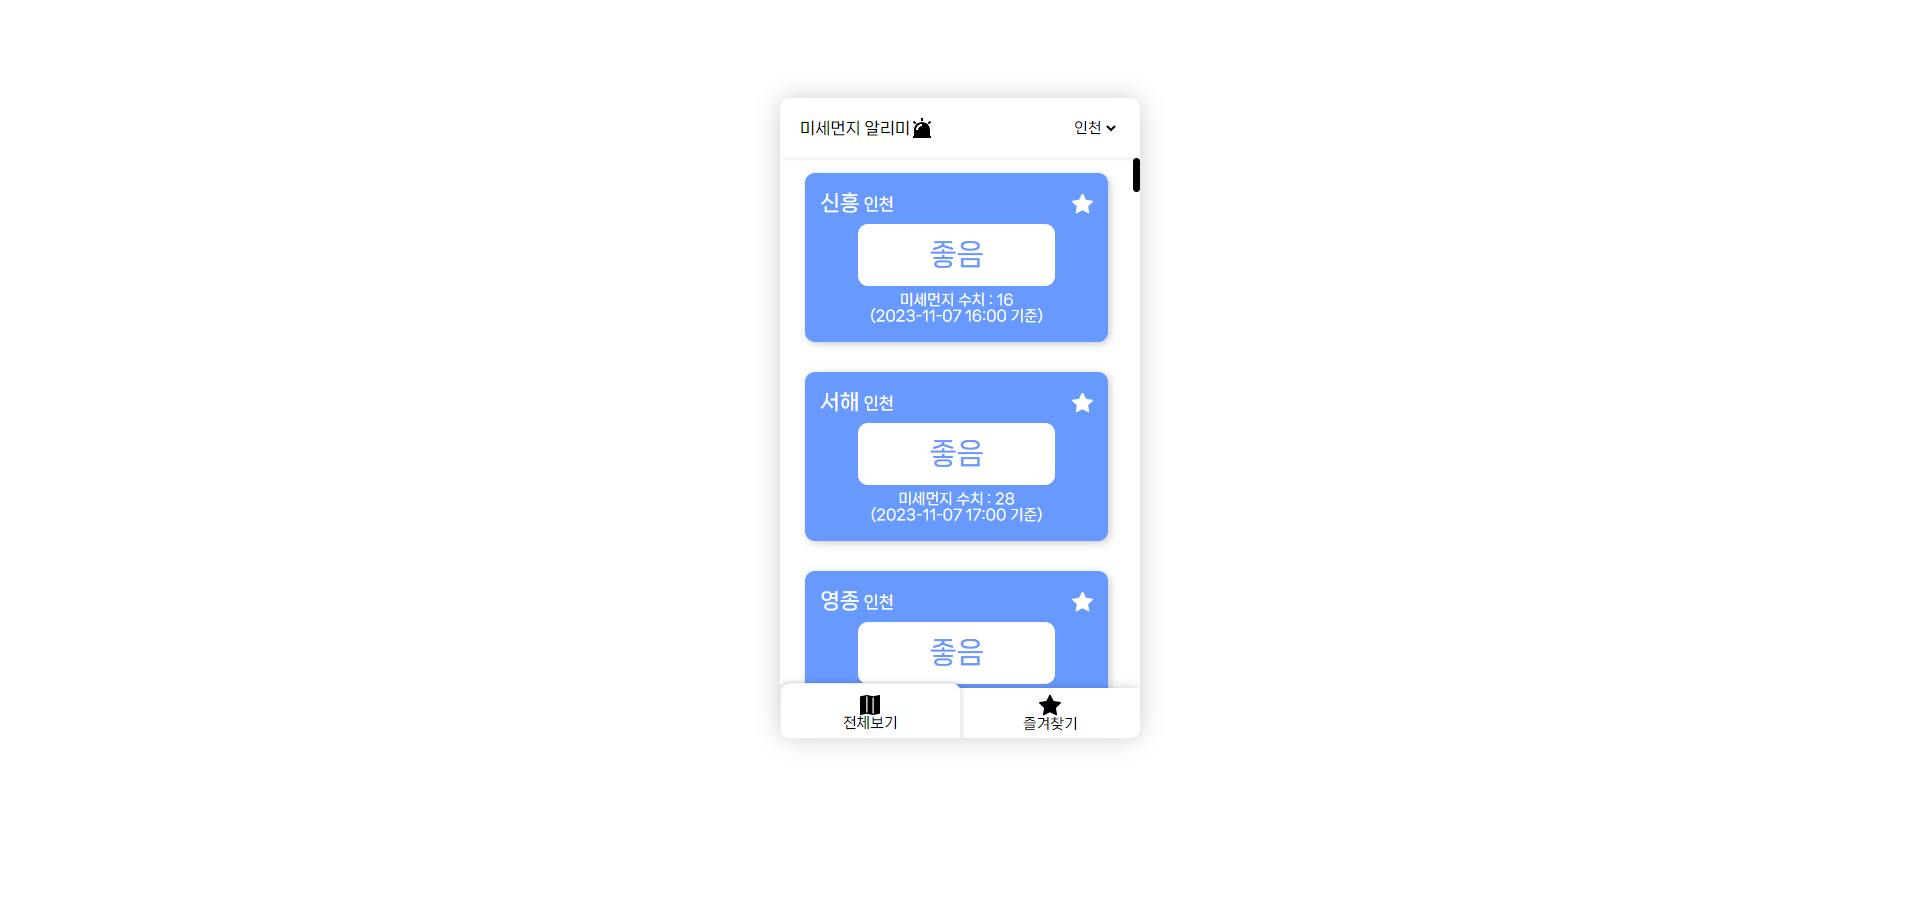 미세먼지 알리미
인천
신흥 인천
좋음
미세먼지 수치 : 16
(2023-11-07 16:00 기준)
서해 인천
좋음
미세먼지 수치 : 28
(2023-11-07 17:00 기준)
영종 인천
좋음
전체보기
즐겨찾기